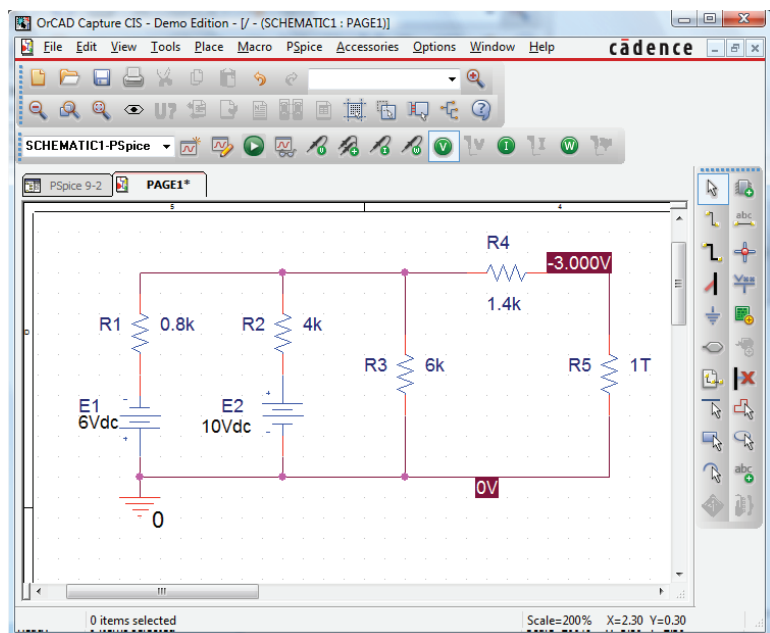 OrCAD Capture CIS - Demo Edition - [/ - (SCHEMATIC1 : PAGE1)]
File Edit View Tools Place Macro PSpice Accessories Options Window Help cādence
U?
SCHEMATIC1-PSpice V V I I W
PSpice 9-2 PAGE1*
5 4
abc
R4
-3.000V
1.4k
R1 0.8k R2 4k
R3 6k R5 1T
- +
E1 E2
6Vdc 10Vdc
+ -
0V
0
abc
0 items selected Scale=200% X=2.30 Y=0.30